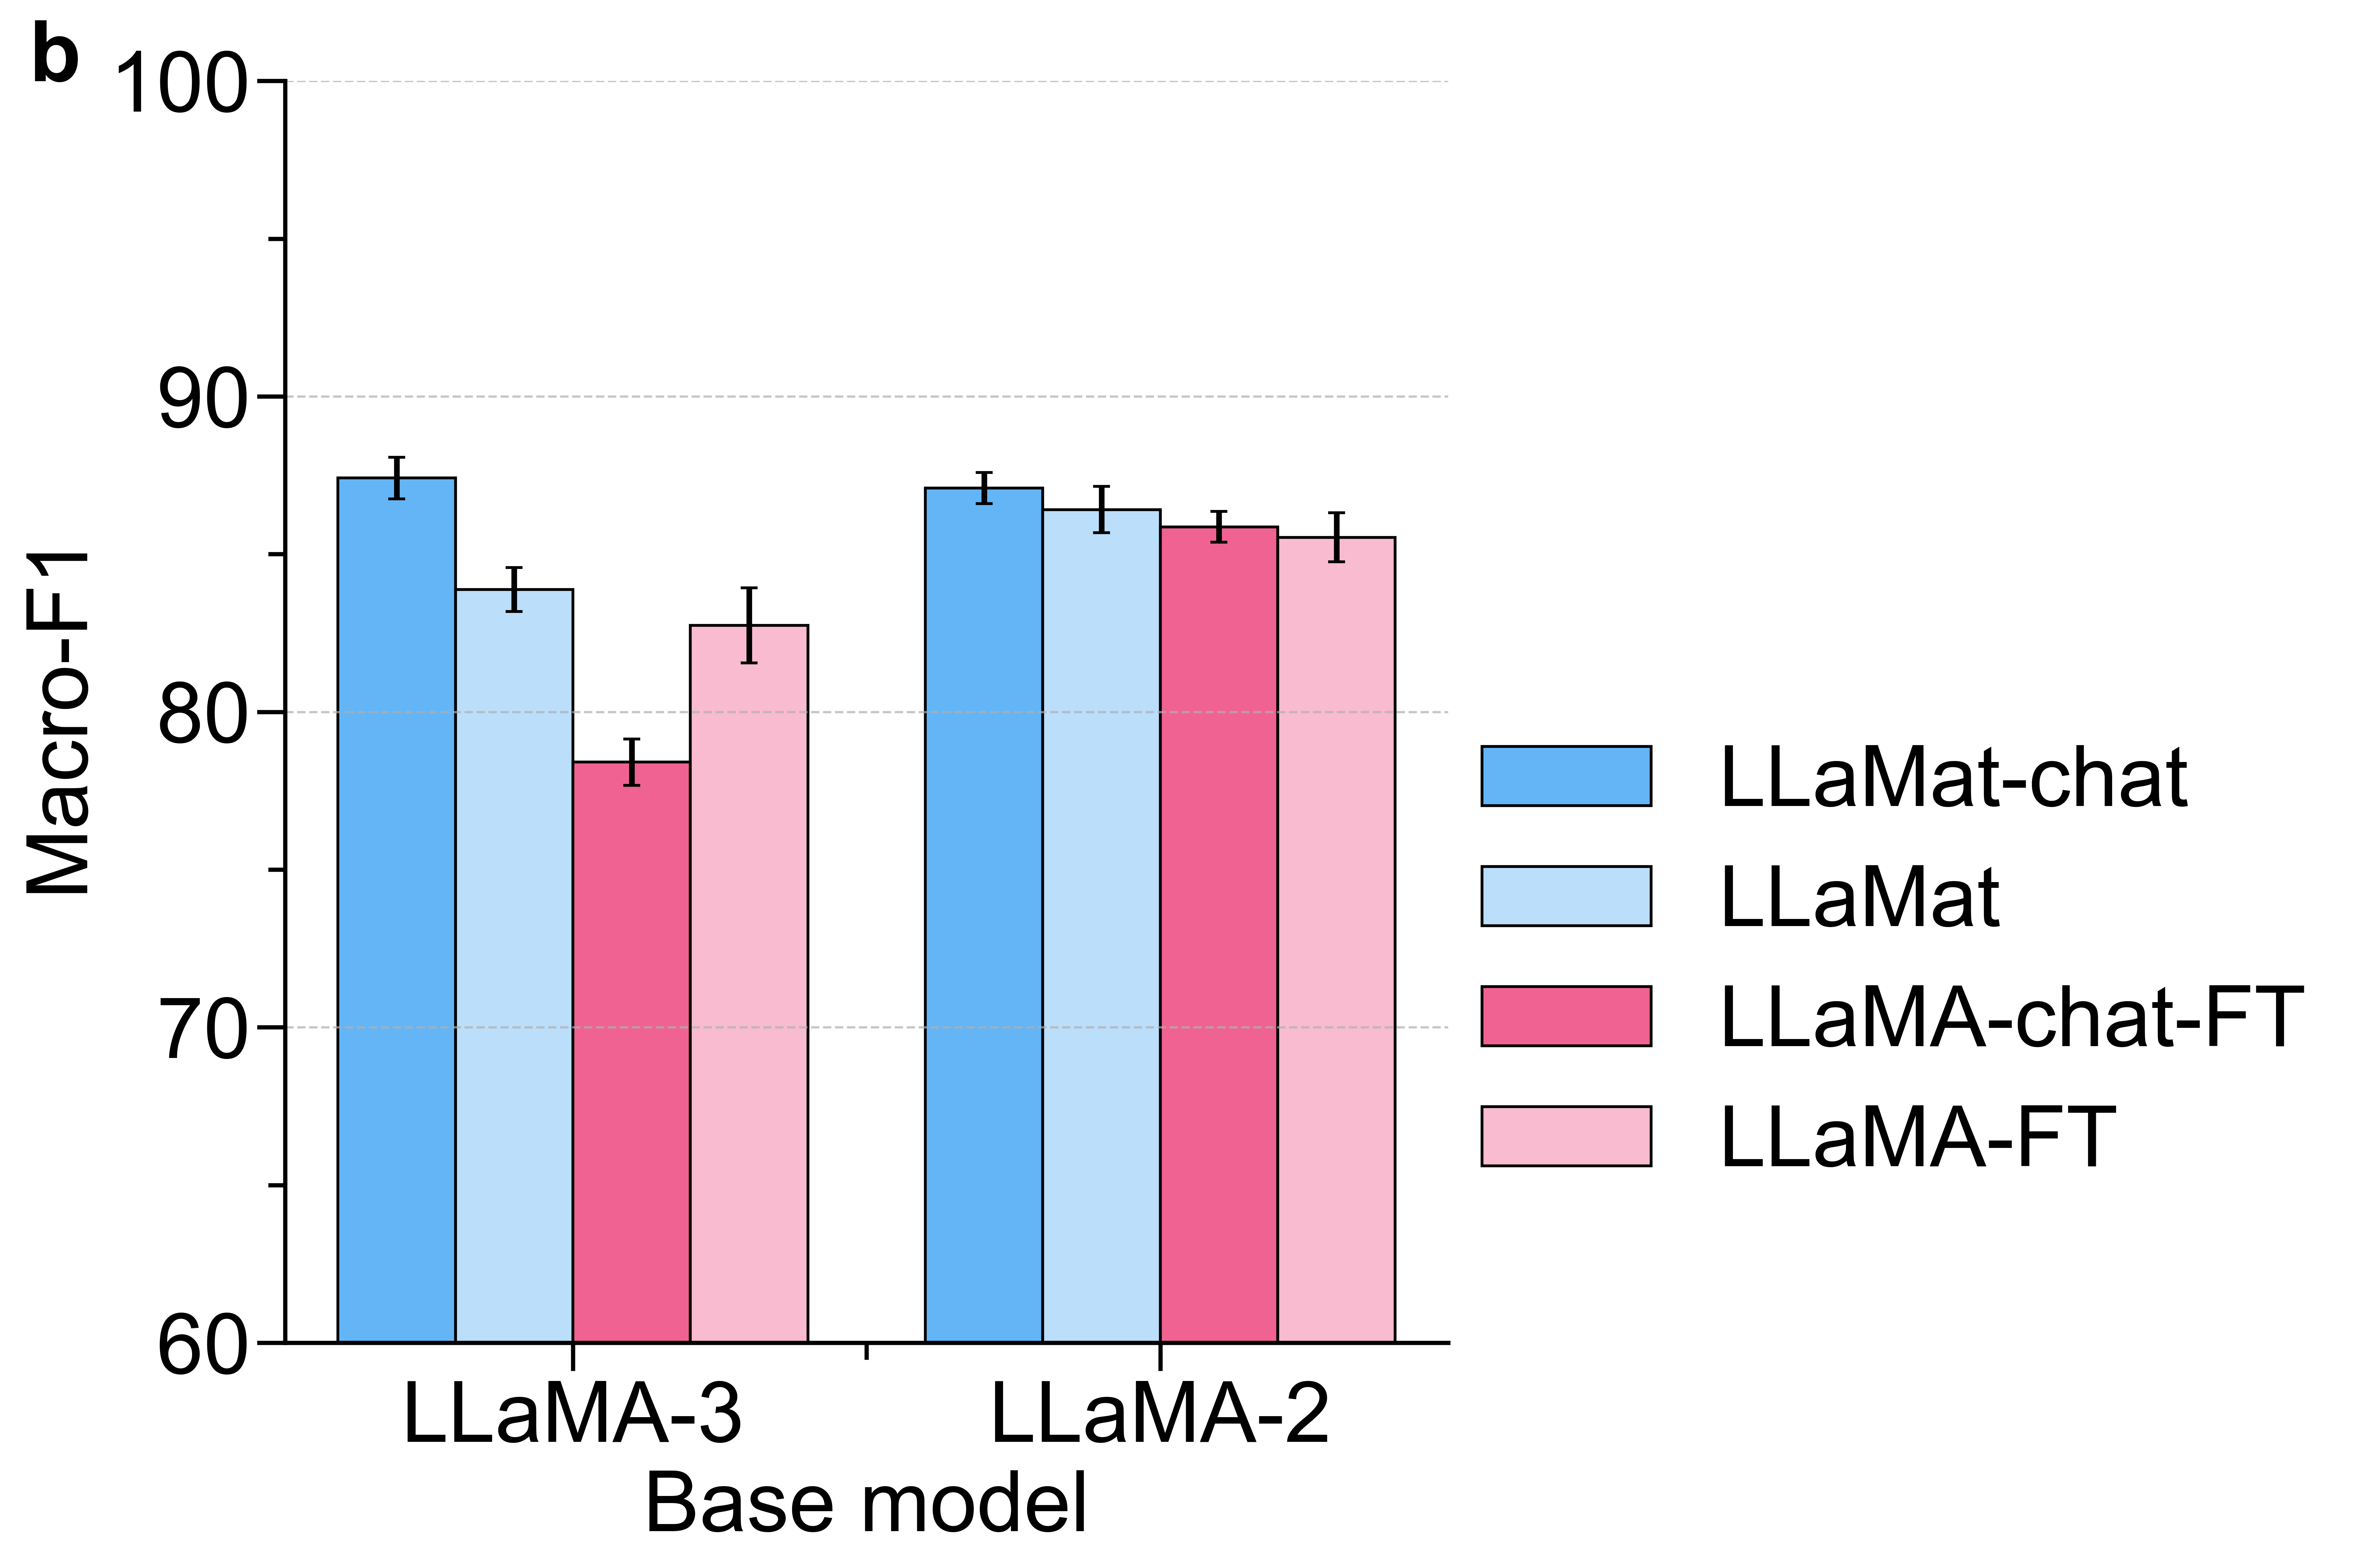 b
100
90
80
70
60
Macro-F1
LLaMA-3
LLaMA-2
Base model
LLaMat-chat
LLaMat
LLaMA-chat-FT
LLaMA-FT